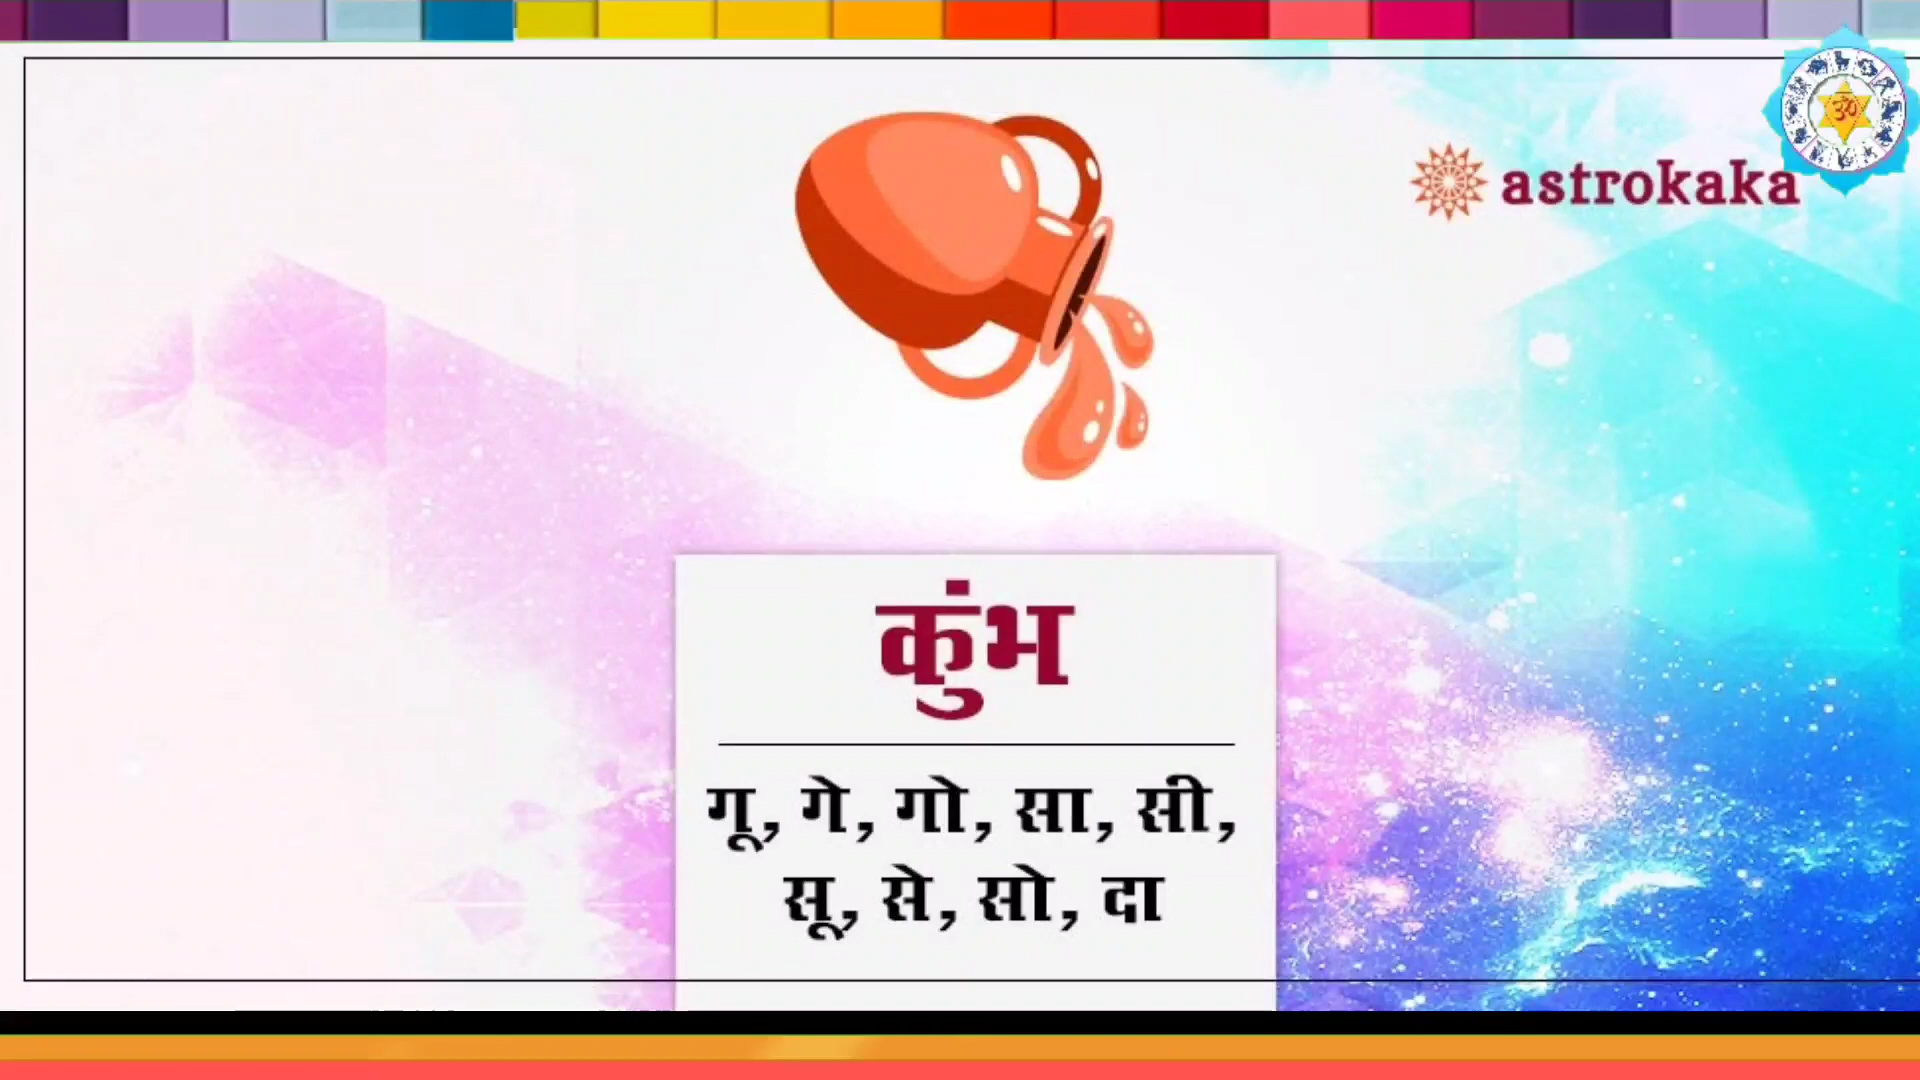 astrokaka
ॐ
कुंभ
गू, गे, गो, सा, सी,
सू, से, सो, दा